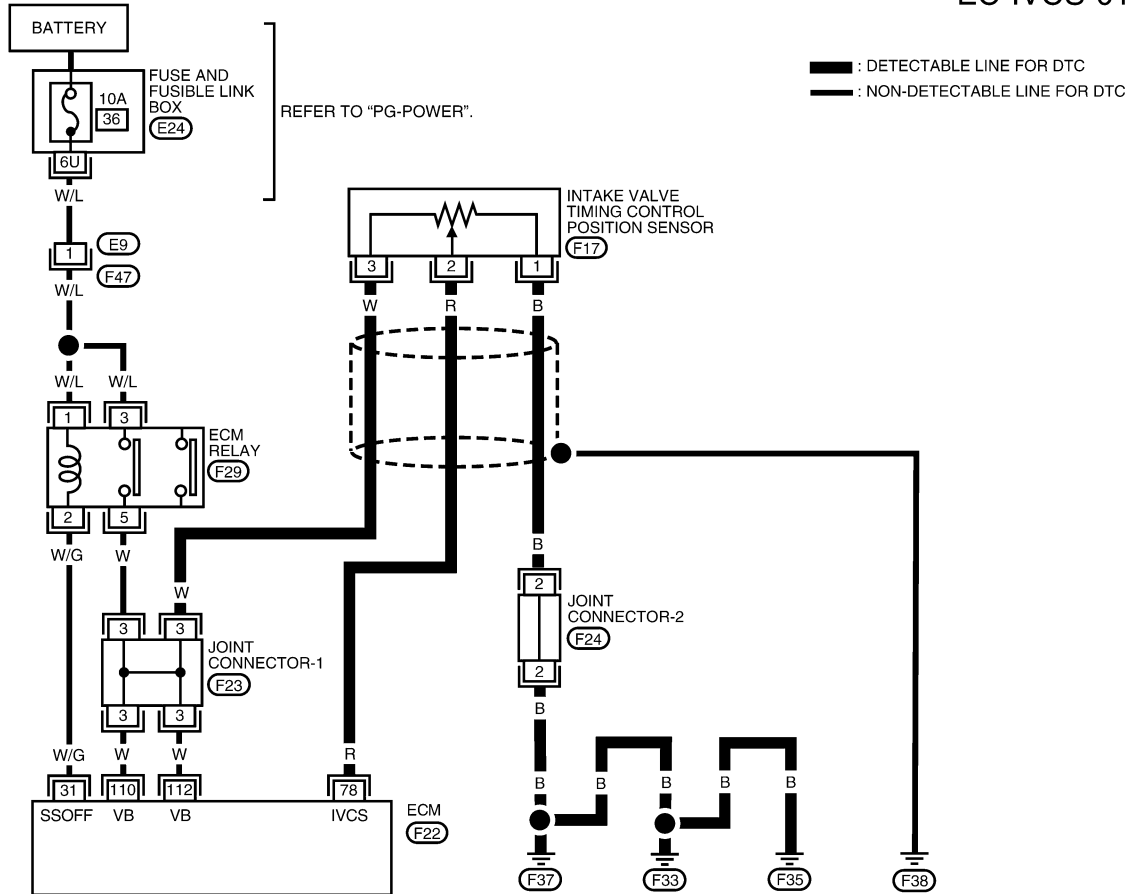 BATTERY
FUSE AND
FUSIBLE LINK
BOX
E24
10A
36
6U
REFER TO “PG-POWER”.
: DETECTABLE LINE FOR DTC
: NON-DETECTABLE LINE FOR DTC
W/L
1
E9
F47
W/L
INTAKE VALVE
TIMING CONTROL
POSITION SENSOR
F17
3 2 1
W R B
W/L W/L
1 3
ECM
RELAY
F29
2 5
W/G W
W
B
3 3
JOINT
CONNECTOR-1
F23
3 3
2
JOINT
CONNECTOR-2
F24
2
B
W/G W W R
B B B B B
31 110 112 78
SSOFF VB VB IVCS
ECM
F22
F37 F33 F35 F38